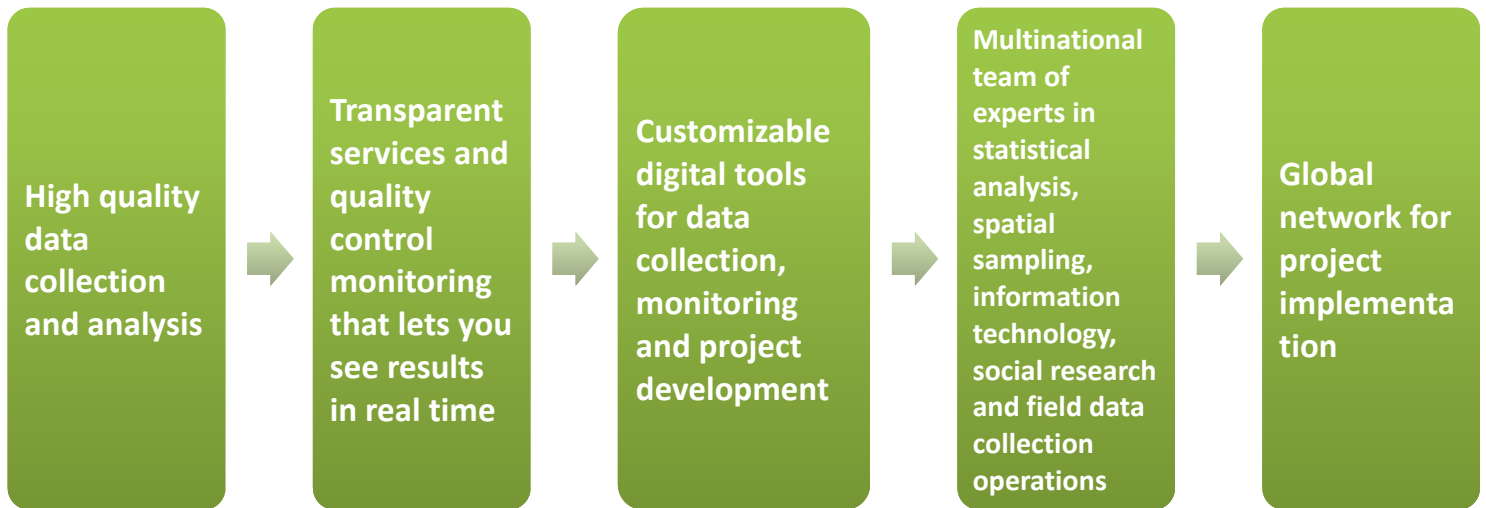 High quality
data
collection
and analysis
Transparent
services and
quality
control
monitoring
that lets you
see results
in real time
Customizable
digital tools
for data
collection,
monitoring
and project
development
Multinational
team of
experts in
statistical
analysis,
spatial
sampling,
information
technology,
social research
and field data
collection
operations
Global
network for
project
implementa
tion